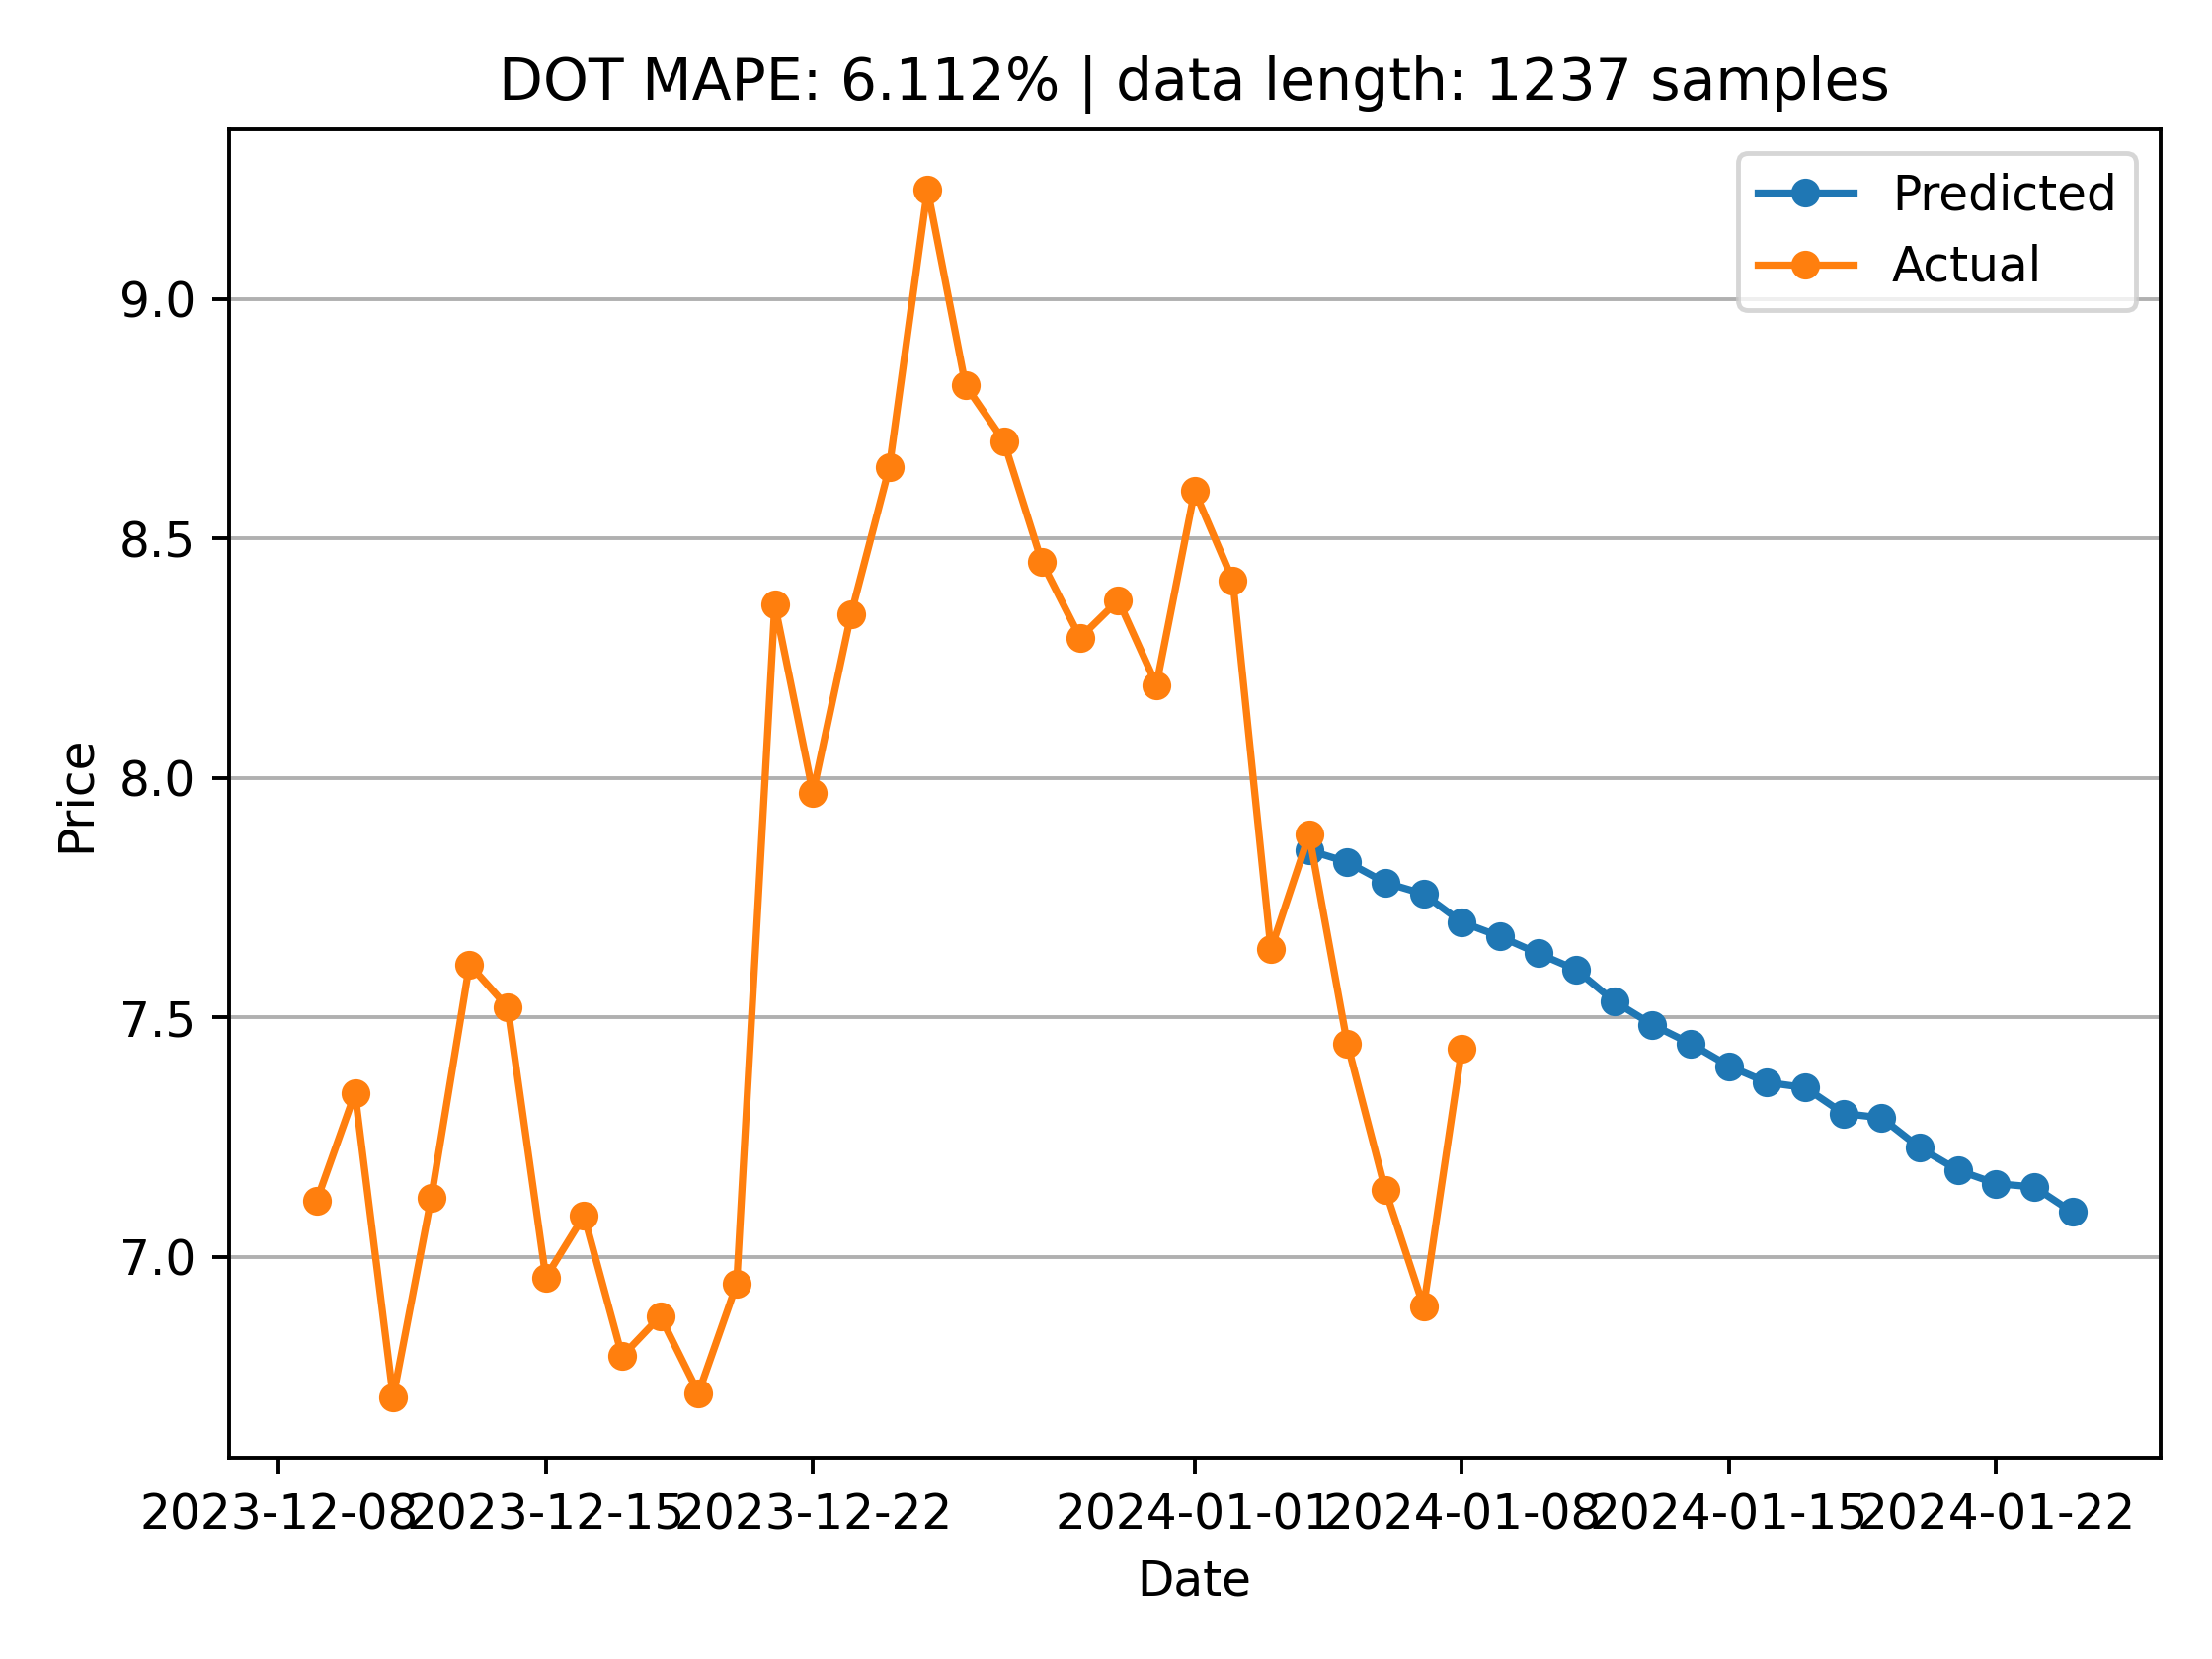 DOT MAPE: 6.112% | data length: 1237 samples
Predicted
Actual
9.0
8.5
8.0
7.5
7.0
Price
2023-12-08 2023-12-15 2023-12-22 2024-01-01 2024-01-08 2024-01-15 2024-01-22
Date